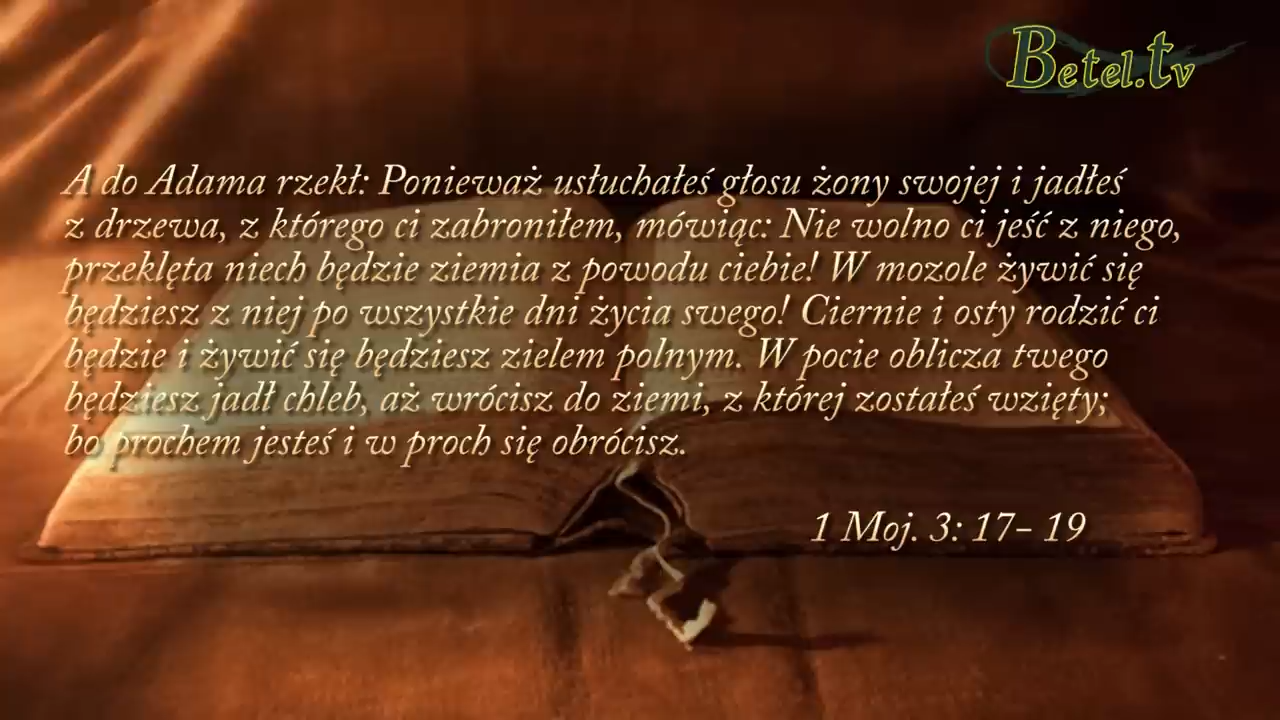 Betel.tv
A do Adama rzekł: Ponieważ usłuchałeś głosu żony swojej i jadłeś
z drzewa, z którego ci zabroniłem, mówiąc: Nie wolno ci jeść z niego,
przeklęta niech będzie ziemia z powodu ciebie! W mozole żywić się
będziesz z niej po wszystkie dni życia swego! Ciernie i osty rodzić ci
będzie i żywić się będziesz zielem polnym. W pocie oblicza twego
będziesz jadł chleb, aż wrócisz do ziemi, z której zostałeś wzięty;
bo prochem jesteś i w proch się obrócisz.
1 Moj. 3: 17- 19